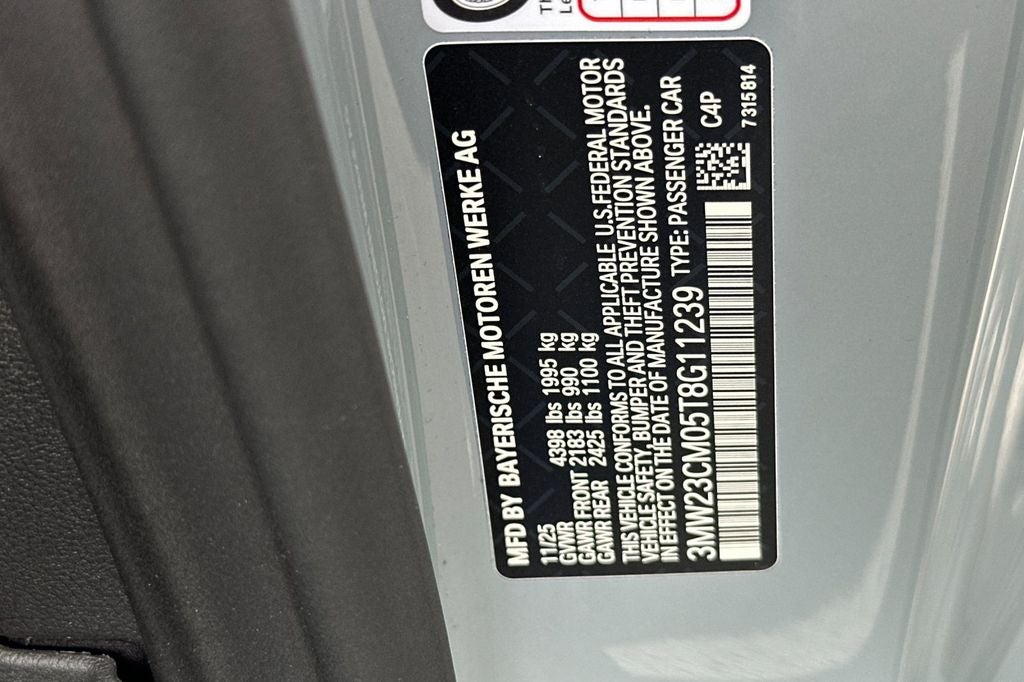 MFD BY BAYERISCHE MOTOREN WERKE AG
11/25
GVWR 4398 lbs 1995 kg
GAWR FRONT 2183 lbs 990 kg
GAWR REAR 2425 lbs 1100 kg
THIS VEHICLE CONFORMS TO ALL APPLICABLE U.S.FEDERAL MOTOR
VEHICLE SAFETY, BUMPER AND THEFT PREVENTION STANDARDS
IN EFFECT ON THE DATE OF MANUFACTURE SHOWN ABOVE.
3MW23CM05T8G11239 TYPE: PASSENGER CAR
C4P
7315814